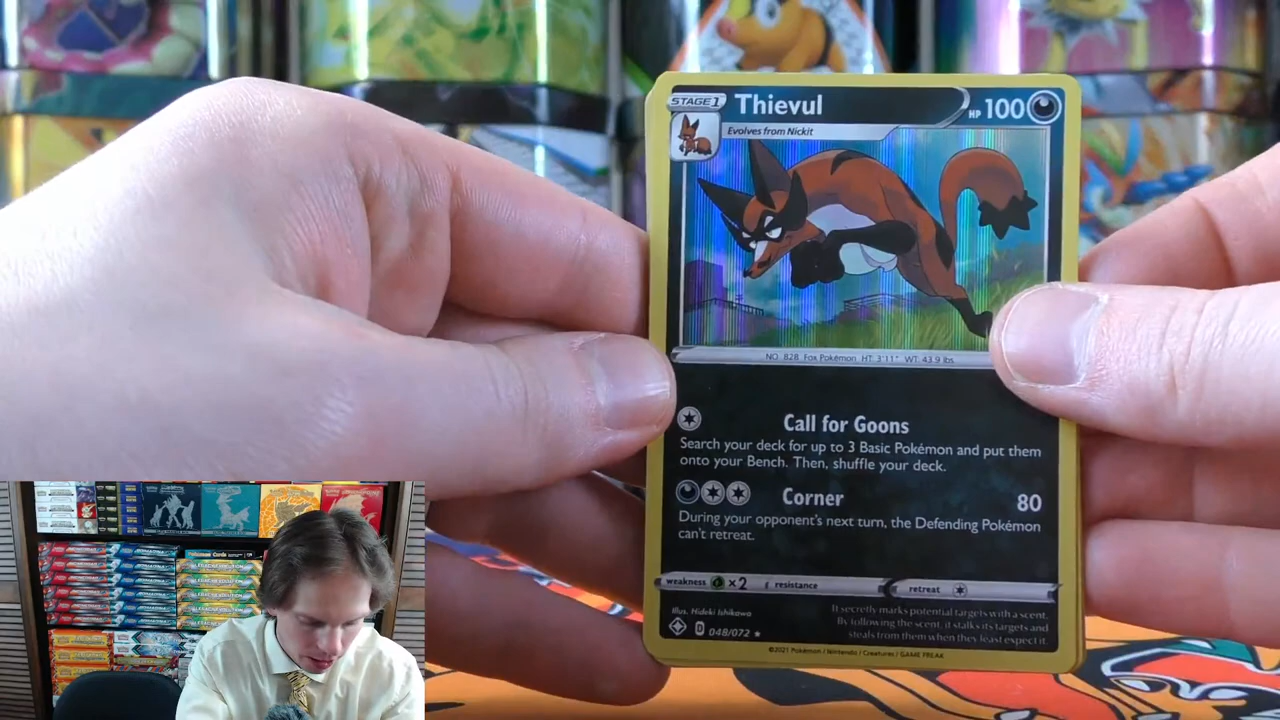 STAGE 1
Thievul
HP 100
Evolves from Nickit
NO. 828 Fox Pokémon HT: 3'11" WT: 43.9 lbs.
Call for Goons
Search your deck for up to 3 Basic Pokémon and put them
onto your Bench. Then, shuffle your deck.
Corner 80
During your opponent's next turn, the Defending Pokémon
can't retreat.
weakness ×2 resistance retreat
Illus. Hideki Ishikawa
D 048/072 ★
It secretly marks potential targets with a scent.
By following the scent, it stalks its targets and
steals from them when they least expect it.
©2021 Pokémon / Nintendo / Creatures / GAME FREAK